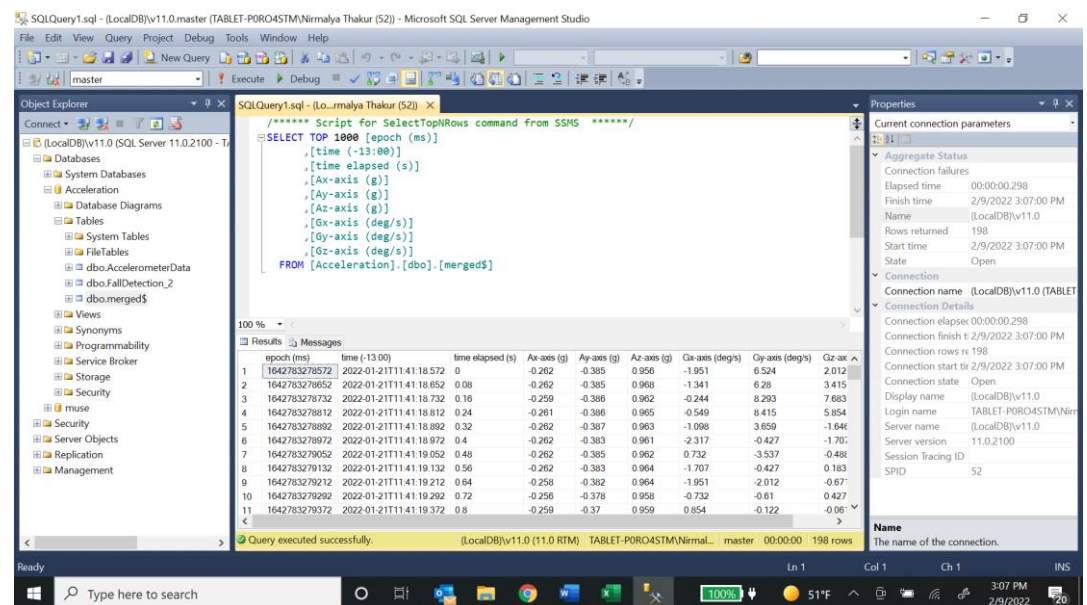 SQLQuery1.sql - (LocalDB)\v11.0.master (TABLET-P0RO4STM\Nirmalya Thakur (52)) - Microsoft SQL Server Management Studio
File Edit View Query Project Debug Tools Window Help
New Query
master Execute Debug
Object Explorer
Connect
(LocalDB)\v11.0 (SQL Server 11.0.2100 - TA
Databases
System Databases
Acceleration
Database Diagrams
Tables
System Tables
FileTables
dbo.AccelerometerData
dbo.FallDetection_2
dbo.merged$
Views
Synonyms
Programmability
Service Broker
Storage
Security
muse
Security
Server Objects
Replication
Management
SQLQuery1.sql - (Lo...rmalya Thakur (52))
/****** Script for SelectTopNRows command from SSMS ******/
SELECT TOP 1000 [epoch (ms)]
,[time (-13:00)]
,[time elapsed (s)]
,[Ax-axis (g)]
,[Ay-axis (g)]
,[Az-axis (g)]
,[Gx-axis (deg/s)]
,[Gy-axis (deg/s)]
,[Gz-axis (deg/s)]
FROM [Acceleration].[dbo].[merged$]
100 %
Results Messages
epoch (ms) time (-13:00) time elapsed (s) Ax-axis (g) Ay-axis (g) Az-axis (g) Gx-axis (deg/s) Gy-axis (deg/s) Gz-ax
1 1642783278572 2022-01-21T11:41:18.572 0 -0.262 -0.385 0.956 -1.951 6.524 2.012
2 1642783278652 2022-01-21T11:41:18.652 0.08 -0.262 -0.385 0.968 -1.341 6.28 3.415
3 1642783278732 2022-01-21T11:41:18.732 0.16 -0.259 -0.386 0.962 -0.244 8.293 7.683
4 1642783278812 2022-01-21T11:41:18.812 0.24 -0.261 -0.386 0.965 -0.549 8.415 5.854
5 1642783278892 2022-01-21T11:41:18.892 0.32 -0.262 -0.387 0.963 -1.098 3.659 -1.646
6 1642783278972 2022-01-21T11:41:18.972 0.4 -0.262 -0.383 0.961 -2.317 -0.427 -1.707
7 1642783279052 2022-01-21T11:41:19.052 0.48 -0.262 -0.385 0.962 0.732 -3.537 -0.488
8 1642783279132 2022-01-21T11:41:19.132 0.56 -0.262 -0.383 0.964 -1.707 -0.427 0.183
9 1642783279212 2022-01-21T11:41:19.212 0.64 -0.258 -0.382 0.964 -1.951 -2.012 -0.671
10 1642783279292 2022-01-21T11:41:19.292 0.72 -0.256 -0.378 0.958 -0.732 -0.61 0.427
11 1642783279372 2022-01-21T11:41:19.372 0.8 -0.259 -0.37 0.959 0.854 -0.122 -0.06
Query executed successfully. (LocalDB)\v11.0 (11.0 RTM) TABLET-P0RO4STM\Nirmal... master 00:00:00 198 rows
Properties
Current connection parameters
Aggregate Status
Connection failures
Elapsed time 00:00:00.298
Finish time 2/9/2022 3:07:00 PM
Name (LocalDB)\v11.0
Rows returned 198
Start time 2/9/2022 3:07:00 PM
State Open
Connection
Connection name (LocalDB)\v11.0 (TABLET
Connection Details
Connection elapsec 00:00:00.298
Connection finish ti 2/9/2022 3:07:00 PM
Connection rows re 198
Connection start tir 2/9/2022 3:07:00 PM
Connection state Open
Display name (LocalDB)\v11.0
Login name TABLET-P0RO4STM\Nirn
Server name (LocalDB)\v11.0
Server version 11.0.2100
Session Tracing ID
SPID 52
Name
The name of the connection.
Ready Ln 1 Col 1 Ch 1 INS
Type here to search
100% 51°F 3:07 PM
2/9/2022 20